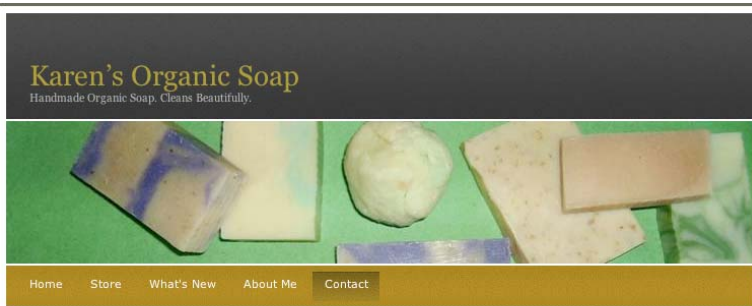 Karen’s Organic Soap
Handmade Organic Soap. Cleans Beautifully.
Home Store What's New About Me Contact